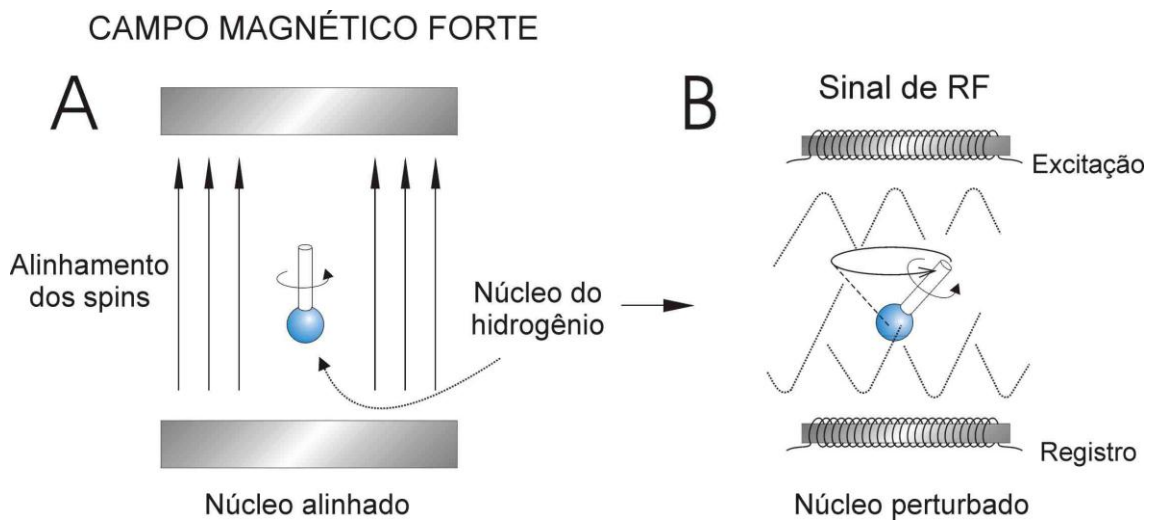 CAMPO MAGNÉTICO FORTE
A
Alinhamento
dos spins
Núcleo do
hidrogênio
Núcleo alinhado
B
Sinal de RF
Excitação
Registro
Núcleo perturbado